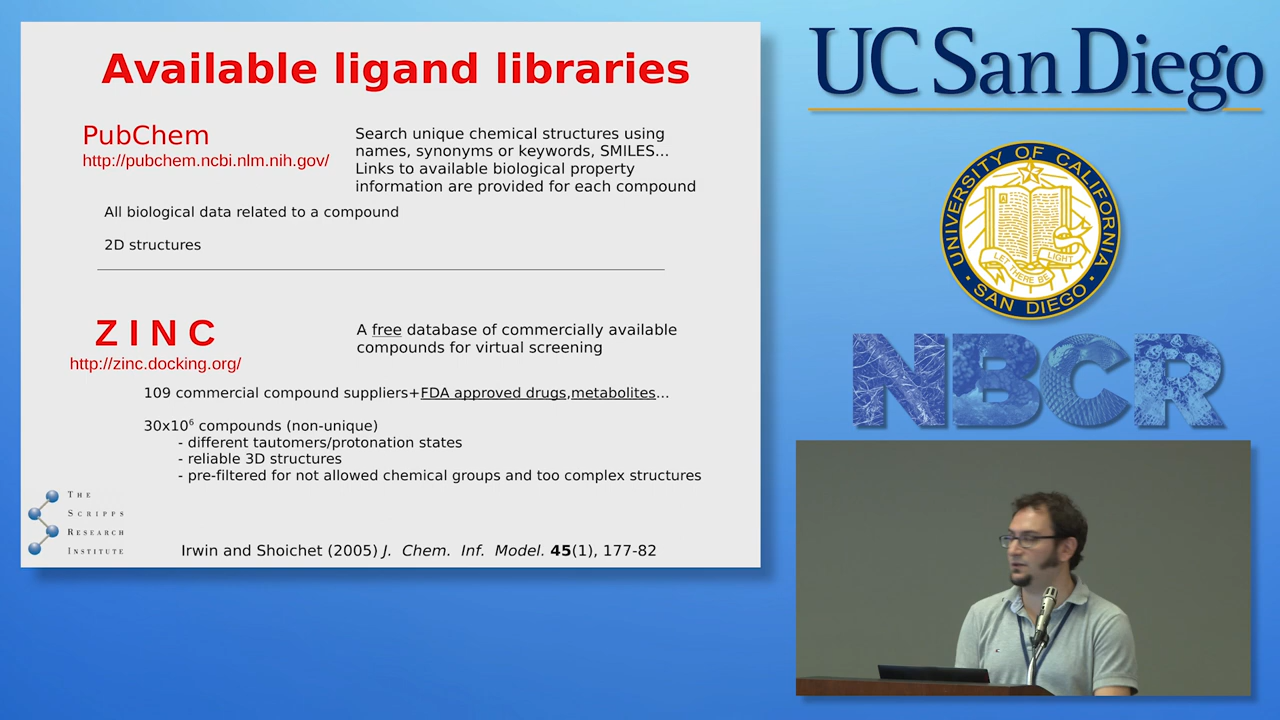 Available ligand libraries
PubChem
http://pubchem.ncbi.nlm.nih.gov/
Search unique chemical structures using
names, synonyms or keywords, SMILES...
Links to available biological property
information are provided for each compound
All biological data related to a compound
2D structures
Z I N C
http://zinc.docking.org/
A free database of commercially available
compounds for virtual screening
109 commercial compound suppliers+FDA approved drugs,metabolites...
30x10⁶ compounds (non-unique)
- different tautomers/protonation states
- reliable 3D structures
- pre-filtered for not allowed chemical groups and too complex structures
THE
SCRIPPS
RESEARCH
INSTITUTE
Irwin and Shoichet (2005) J. Chem. Inf. Model. 45(1), 177-82
UC San Diego
UNIVERSITY OF CALIFORNIA
LET THERE BE LIGHT
• SAN DIEGO •
NBCR